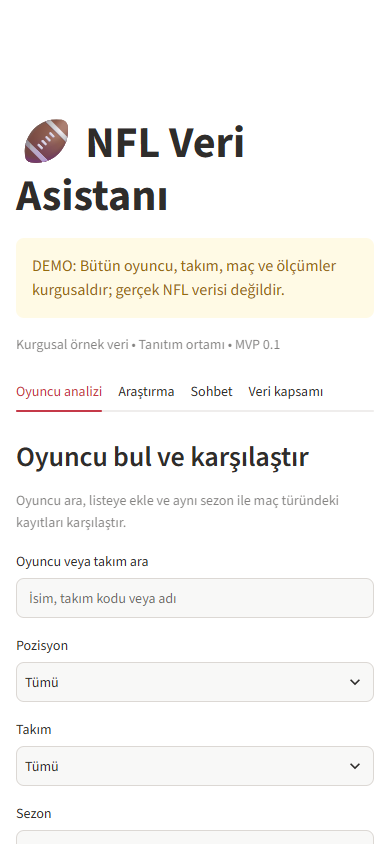 NFL Veri
Asistanı
DEMO: Bütün oyuncu, takım, maç ve ölçümler
kurgusaldır; gerçek NFL verisi değildir.
Kurgusal örnek veri • Tanıtım ortamı • MVP 0.1
Oyuncu analizi Araştırma Sohbet Veri kapsamı
Oyuncu bul ve karşılaştır
Oyuncu ara, listeye ekle ve aynı sezon ile maç türündeki
kayıtları karşılaştır.
Oyuncu veya takım ara
İsim, takım kodu veya adı
Pozisyon
Tümü
Takım
Tümü
Sezon